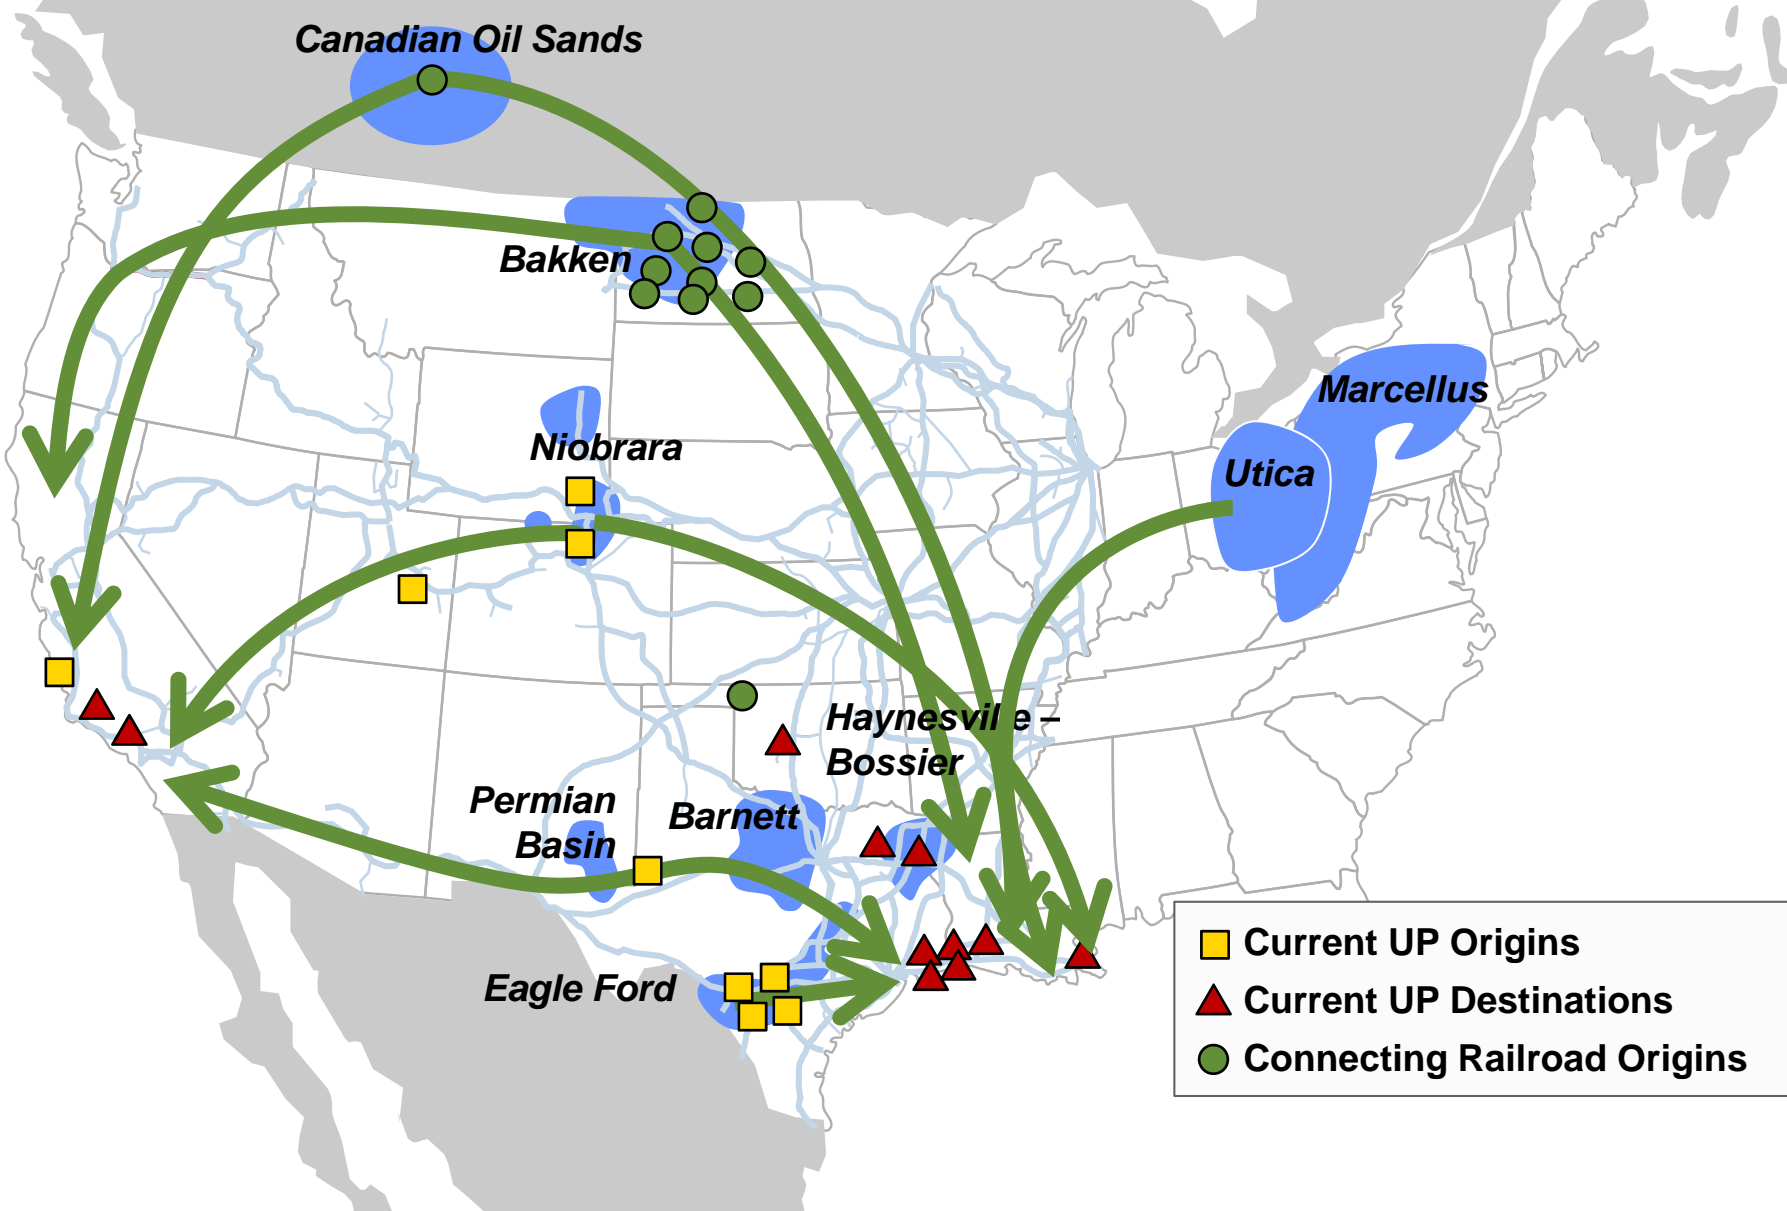 Canadian Oil Sands
Bakken
Marcellus
Niobrara
Utica
Haynesville –
Bossier
Permian
Basin
Barnett
Eagle Ford
Current UP Origins
Current UP Destinations
Connecting Railroad Origins